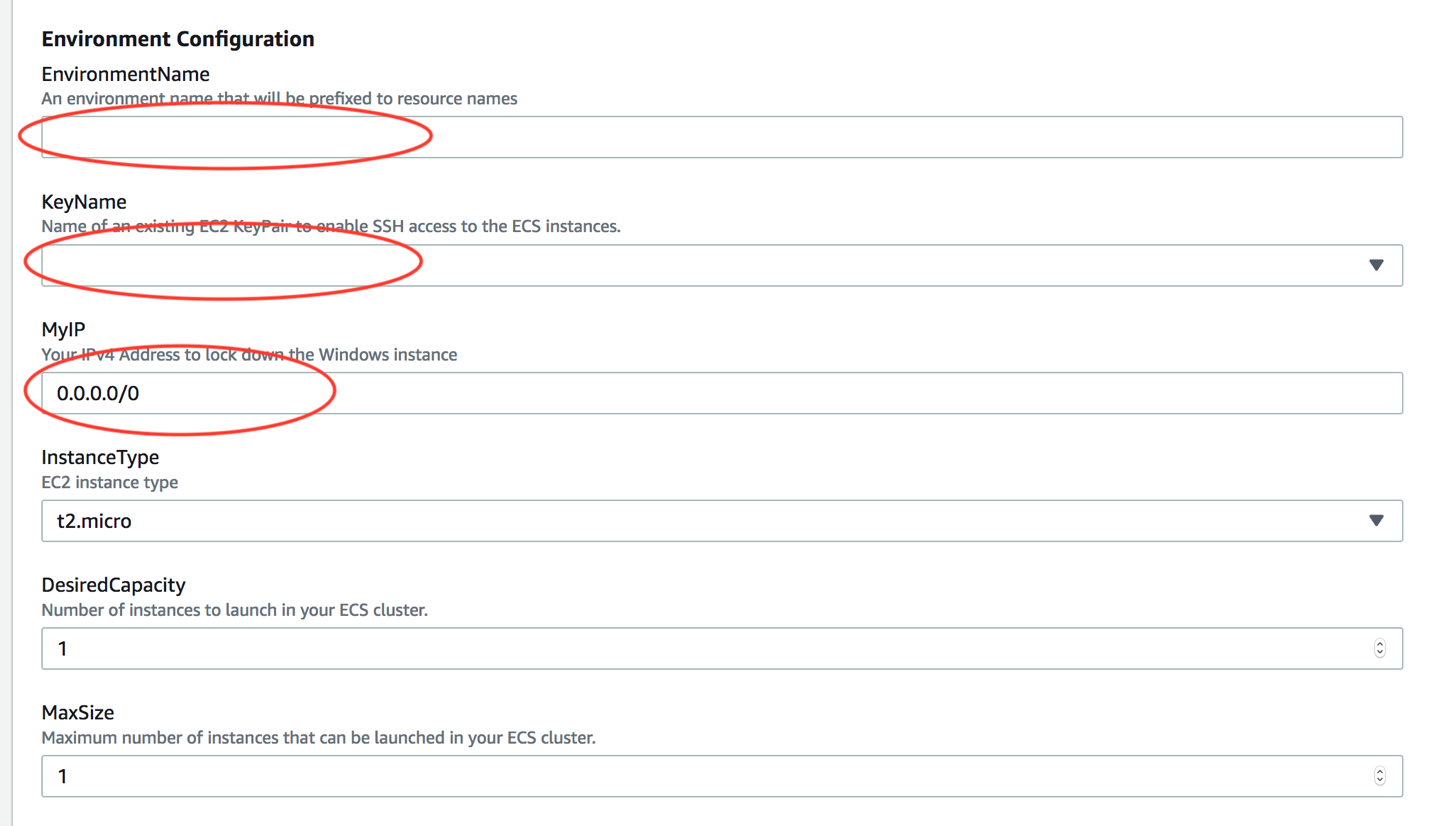 Environment Configuration
EnvironmentName
An environment name that will be prefixed to resource names
KeyName
Name of an existing EC2 KeyPair to enable SSH access to the ECS instances.
MyIP
Your IPv4 Address to lock down the Windows instance
0.0.0.0/0
InstanceType
EC2 instance type
t2.micro
DesiredCapacity
Number of instances to launch in your ECS cluster.
1
MaxSize
Maximum number of instances that can be launched in your ECS cluster.
1